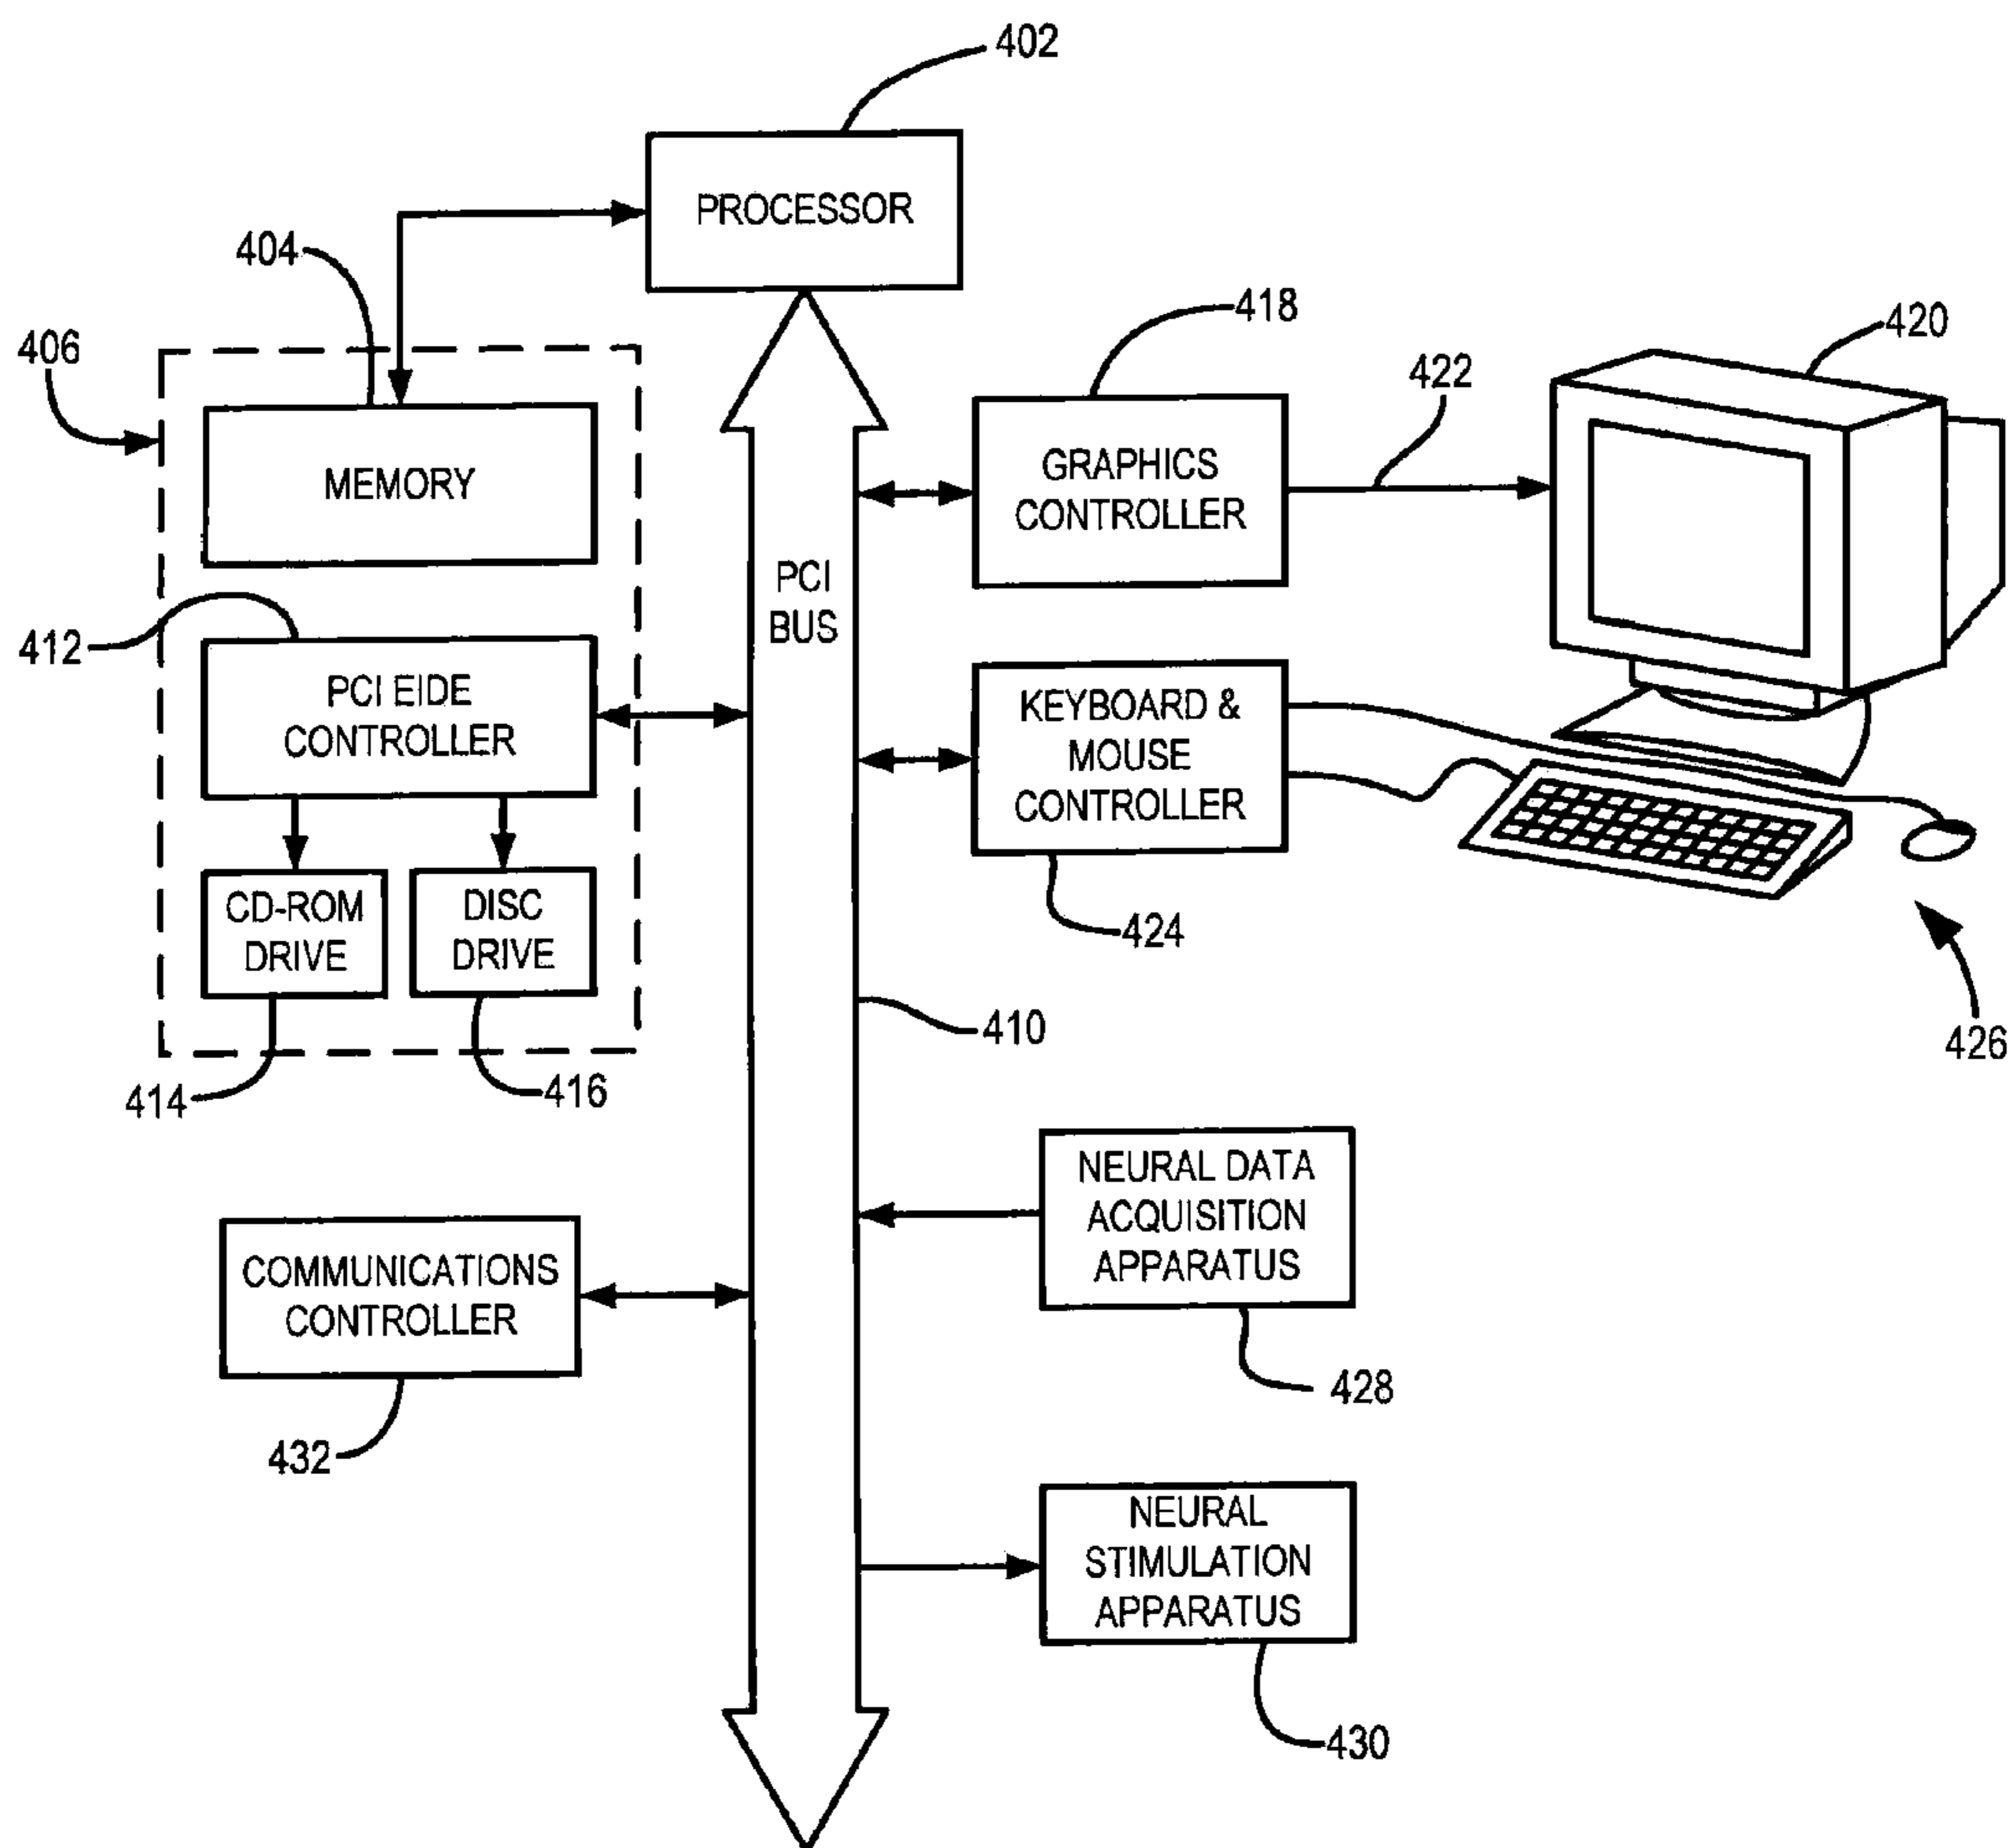 402
PROCESSOR
404
406
MEMORY
418
GRAPHICS
CONTROLLER
422
420
PCI
BUS
412
PCI EIDE
CONTROLLER
KEYBOARD &
MOUSE
CONTROLLER
CD-ROM
DRIVE
DISC
DRIVE
424
410
426
414
416
NEURAL DATA
ACQUISITION
APPARATUS
COMMUNICATIONS
CONTROLLER
428
432
NEURAL
STIMULATION
APPARATUS
430